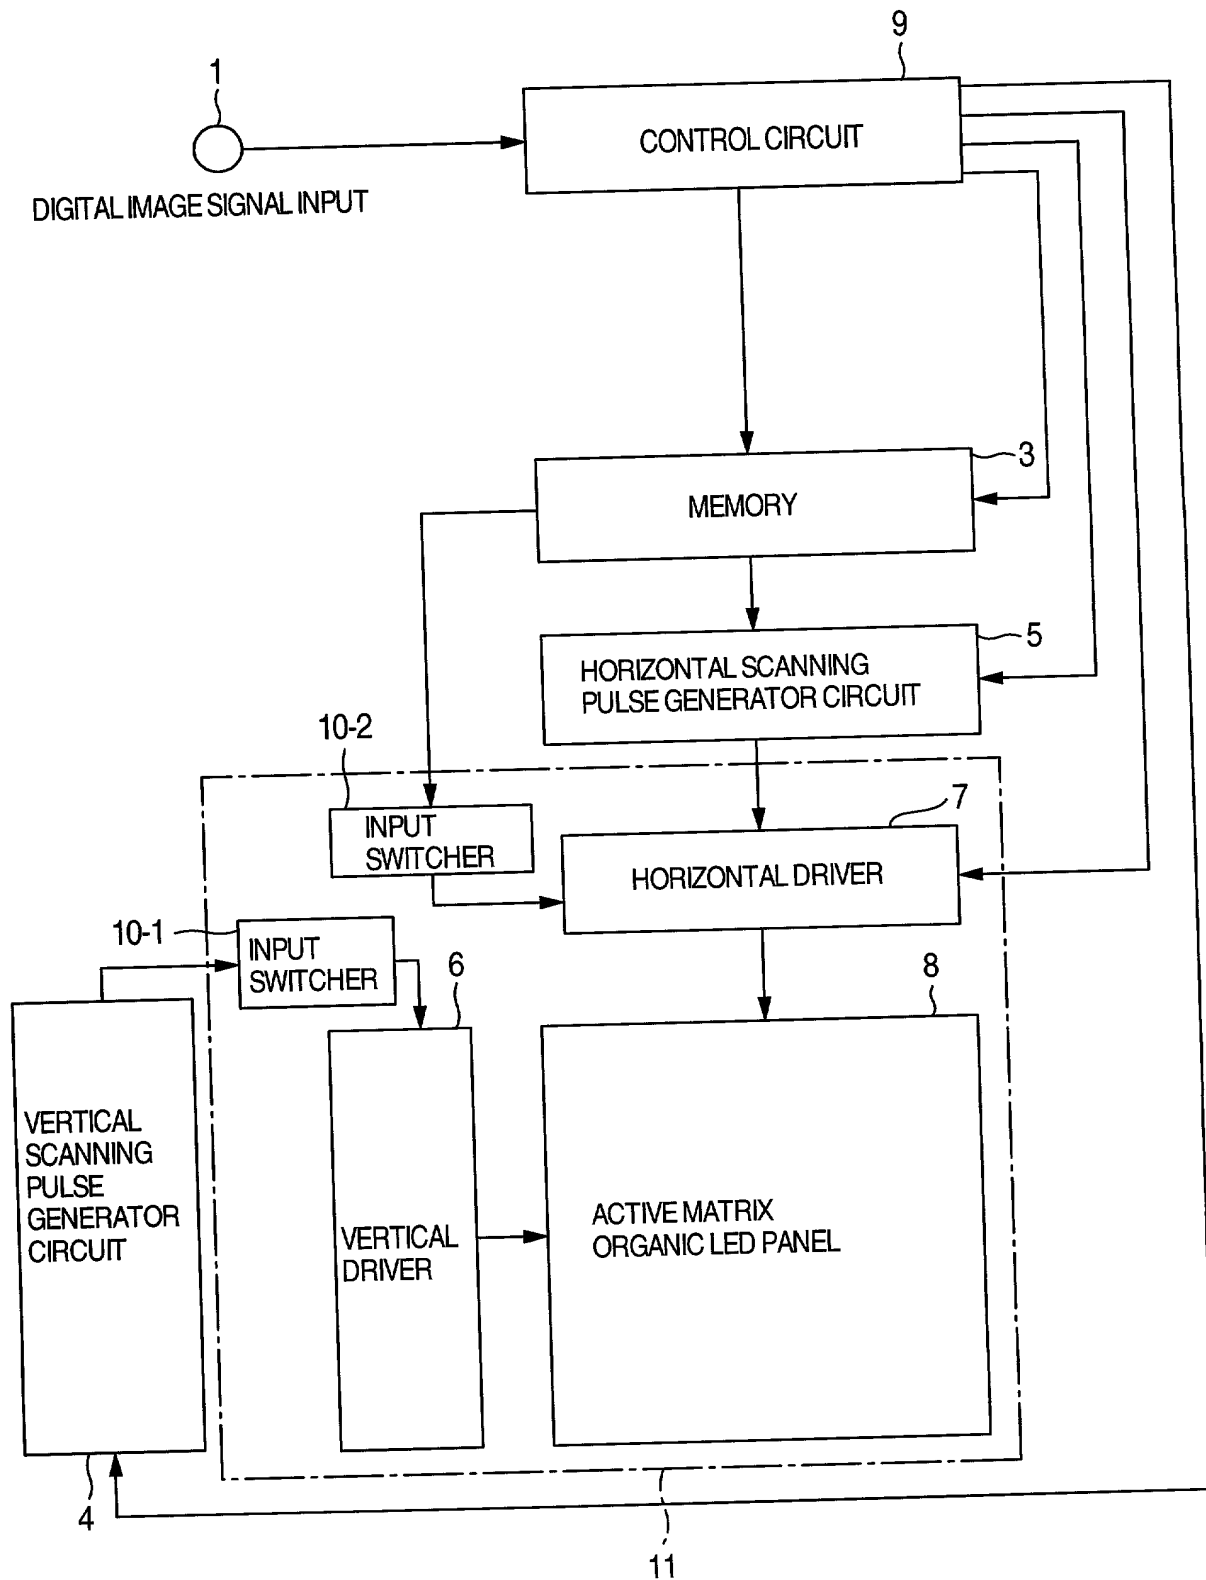 9
1
CONTROL CIRCUIT
DIGITAL IMAGE SIGNAL INPUT
3
MEMORY
5
HORIZONTAL SCANNING
PULSE GENERATOR CIRCUIT
10-2
7
INPUT
SWITCHER
HORIZONTAL DRIVER
10-1
INPUT
SWITCHER
6
8
VERTICAL
SCANNING
PULSE
GENERATOR
CIRCUIT
VERTICAL
DRIVER
ACTIVE MATRIX
ORGANIC LED PANEL
4
11